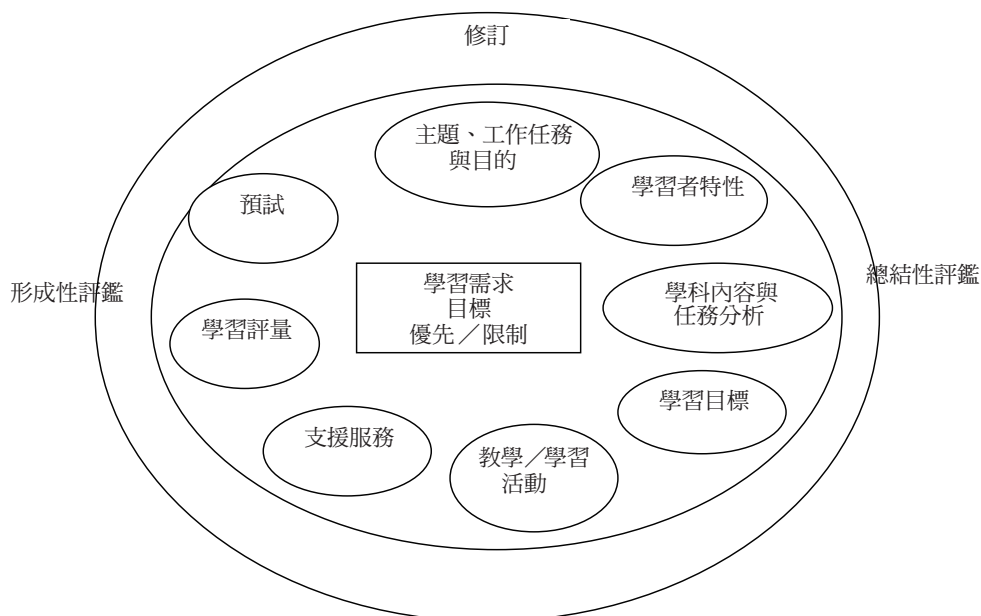 修訂
主題、工作任務
與目的
學習者特性
預試
形成性評鑑
總結性評鑑
學習需求
目標
優先／限制
學科內容與
任務分析
學習評量
學習目標
支援服務
教學／學習
活動